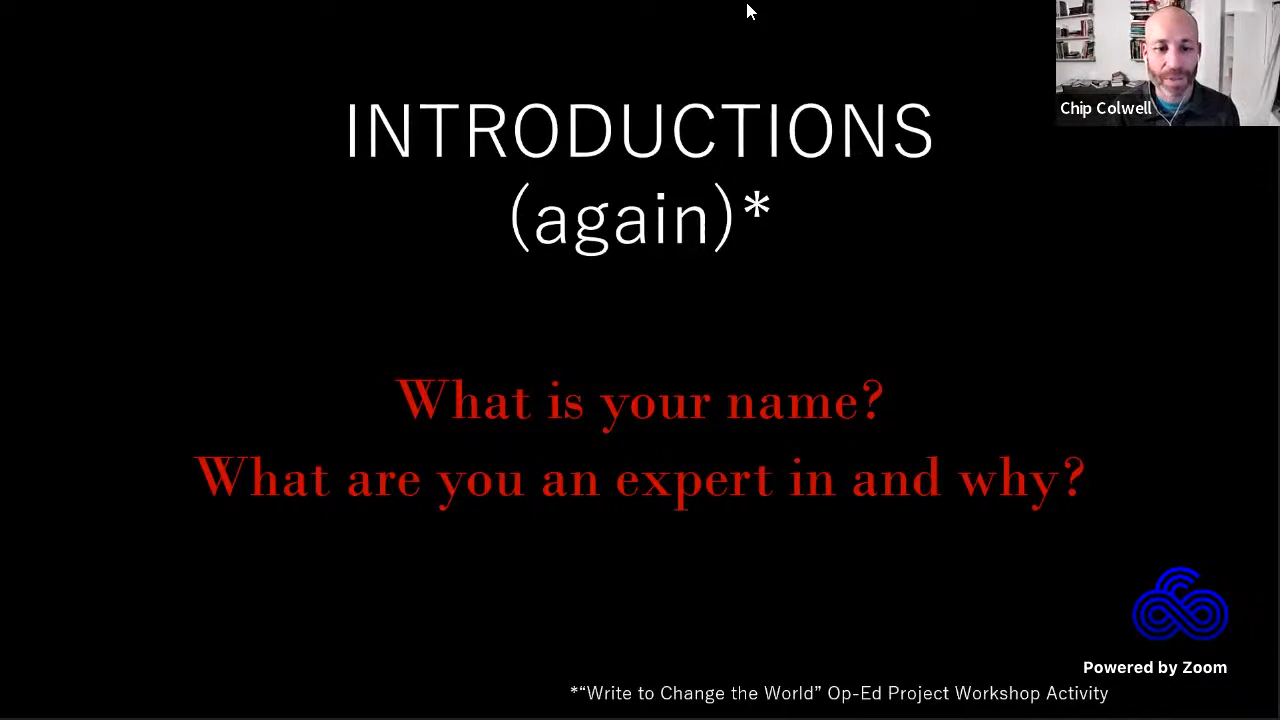 Chip Colwell
INTRODUCTIONS
(again)*
What is your name?
What are you an expert in and why?
Powered by Zoom
*“Write to Change the World” Op-Ed Project Workshop Activity